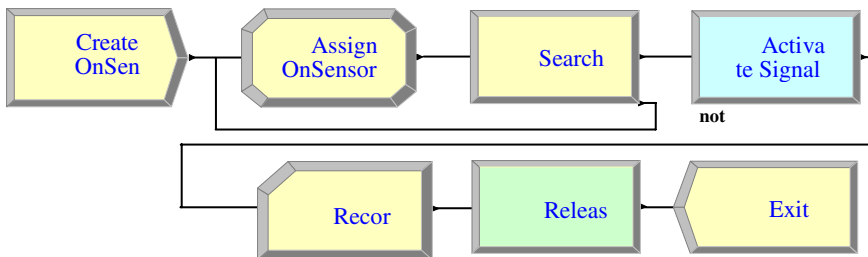 Create
OnSen
Assign
OnSensor
Search
Activa
te Signal
not
Recor
Releas
Exit